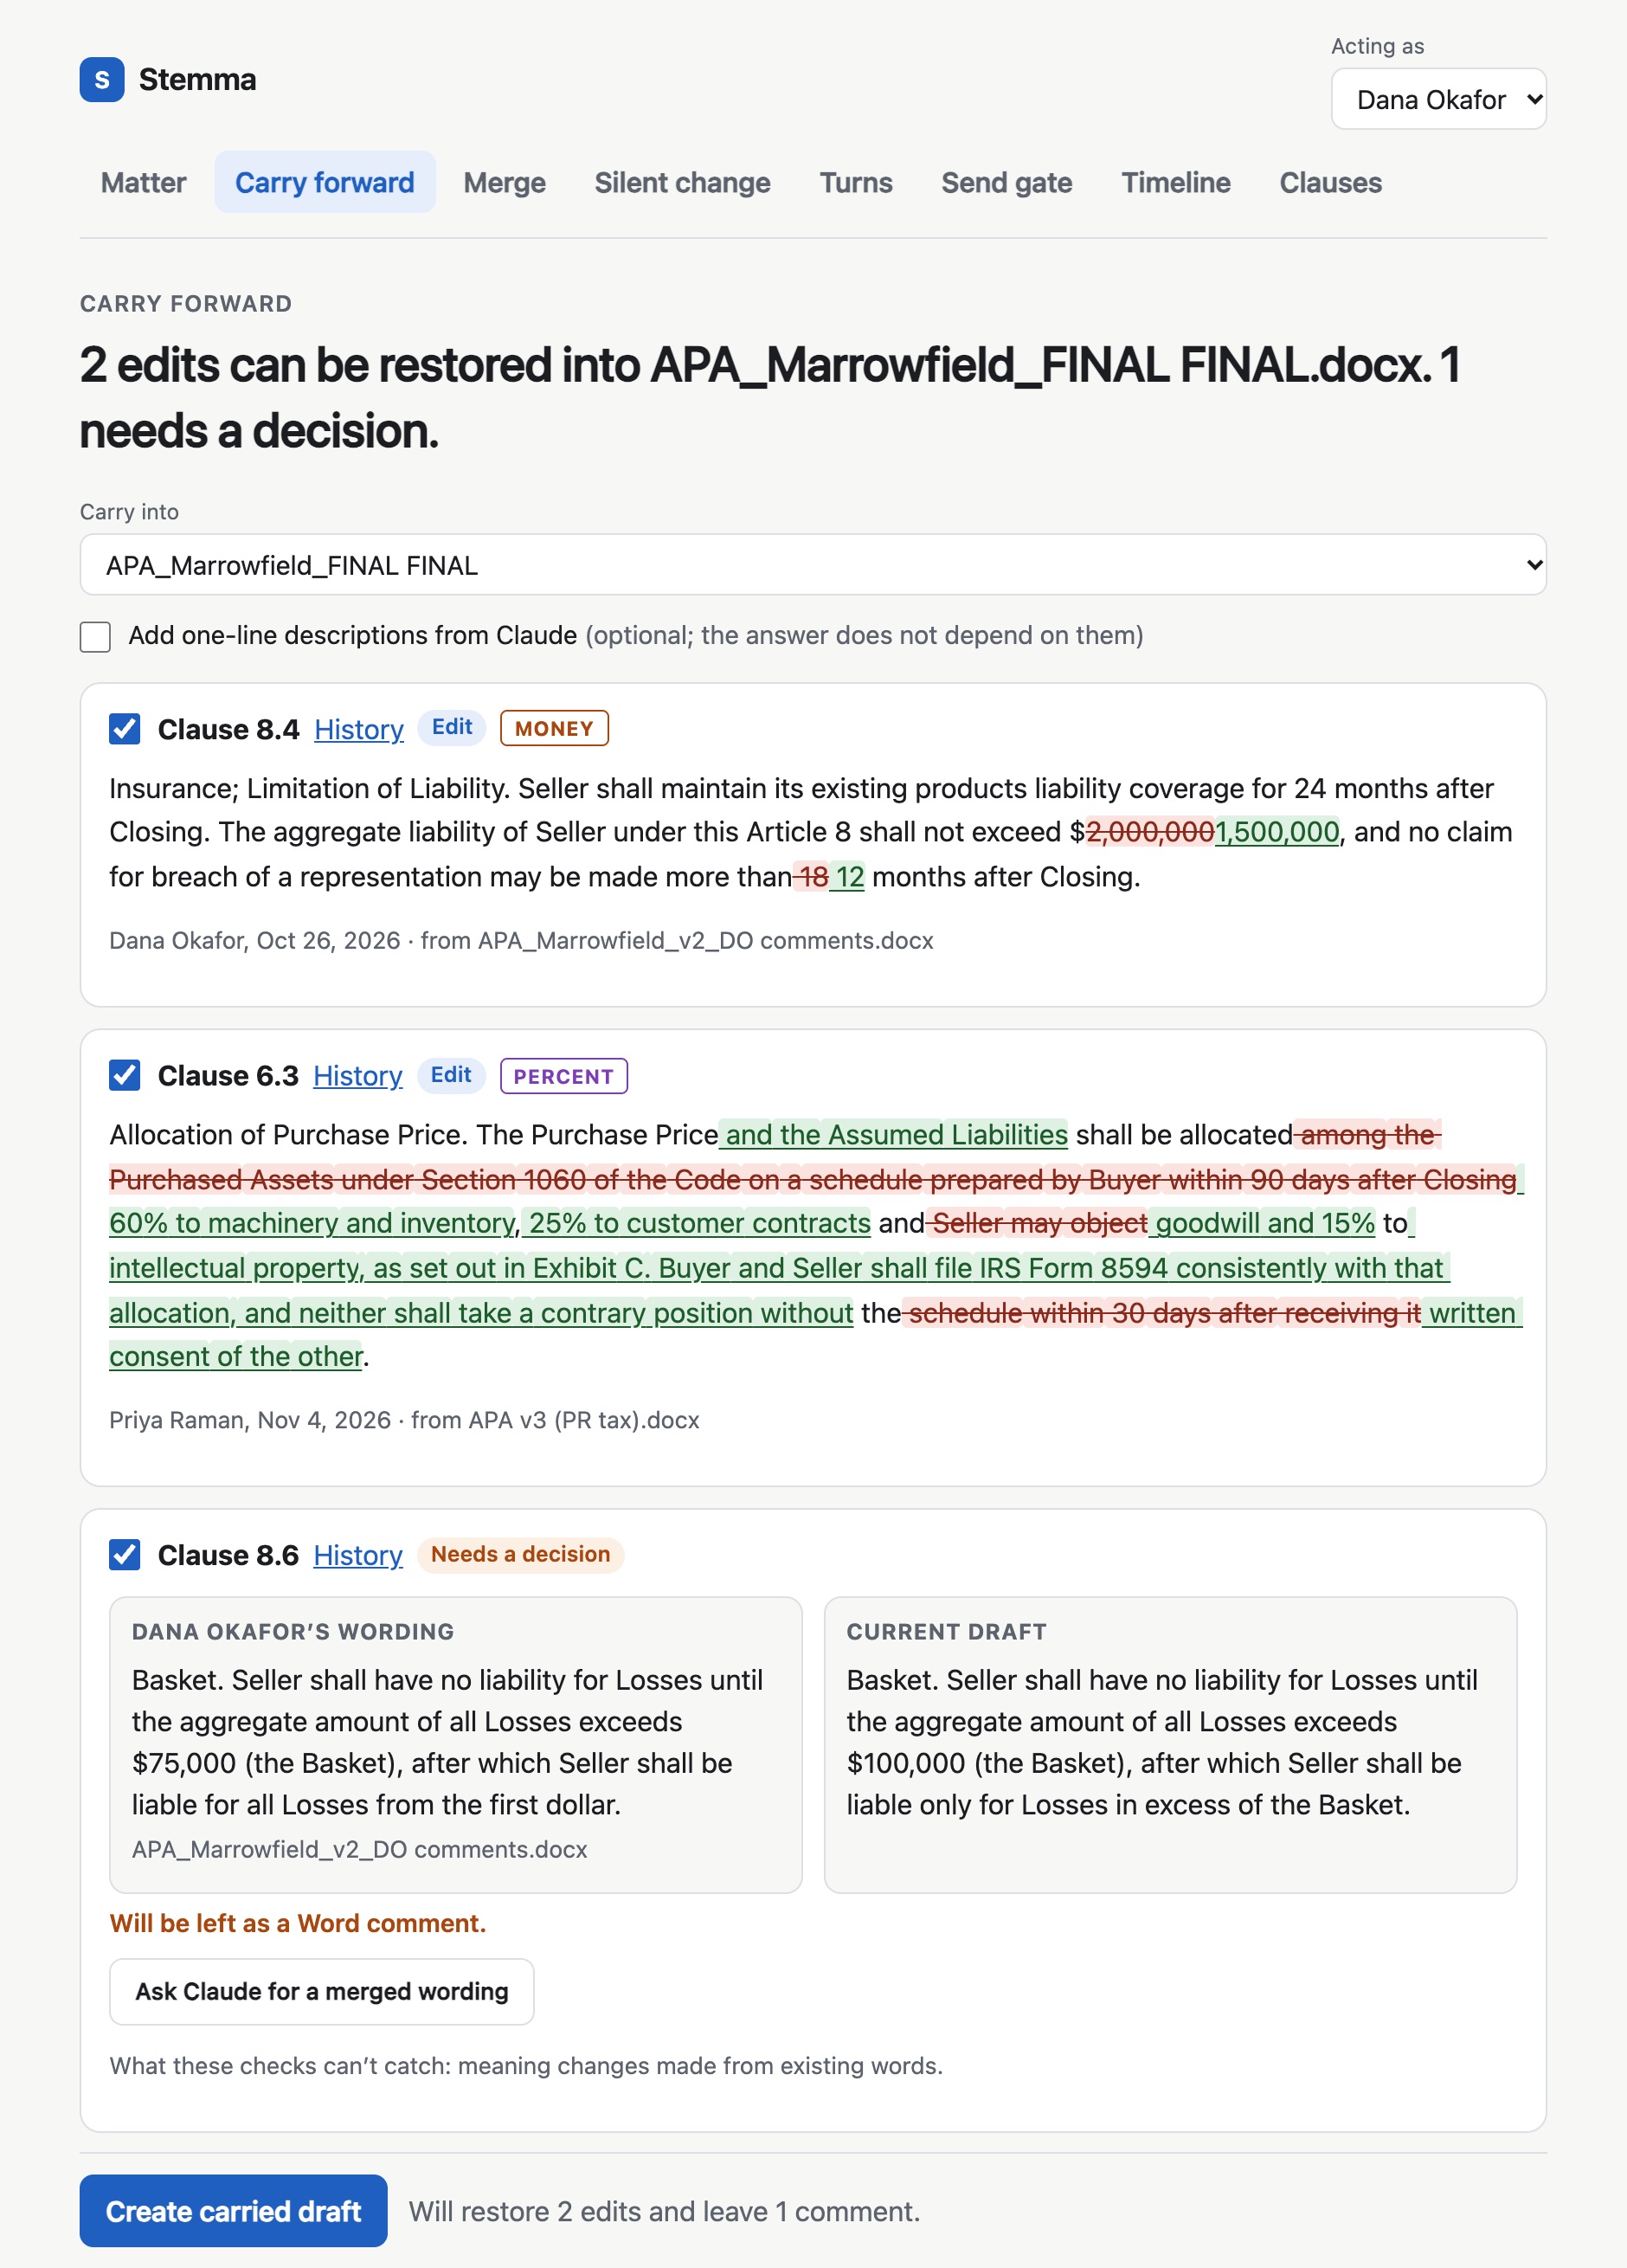 S Stemma
Acting as
Dana Okafor
Matter Carry forward Merge Silent change Turns Send gate Timeline Clauses
CARRY FORWARD
2 edits can be restored into APA_Marrowfield_FINAL FINAL.docx. 1
needs a decision.
Carry into
APA_Marrowfield_FINAL FINAL
Add one-line descriptions from Claude (optional; the answer does not depend on them)
Clause 8.4 History Edit MONEY
Insurance; Limitation of Liability. Seller shall maintain its existing products liability coverage for 24 months after
Closing. The aggregate liability of Seller under this Article 8 shall not exceed $2,000,0001,500,000, and no claim
for breach of a representation may be made more than 18 12 months after Closing.
Dana Okafor, Oct 26, 2026 · from APA_Marrowfield_v2_DO comments.docx
Clause 6.3 History Edit PERCENT
Allocation of Purchase Price. The Purchase Price and the Assumed Liabilities shall be allocated among the
Purchased Assets under Section 1060 of the Code on a schedule prepared by Buyer within 90 days after Closing
60% to machinery and inventory, 25% to customer contracts and Seller may object goodwill and 15% to
intellectual property, as set out in Exhibit C. Buyer and Seller shall file IRS Form 8594 consistently with that
allocation, and neither shall take a contrary position without the schedule within 30 days after receiving it written
consent of the other.
Priya Raman, Nov 4, 2026 · from APA v3 (PR tax).docx
Clause 8.6 History Needs a decision
DANA OKAFOR’S WORDING
Basket. Seller shall have no liability for Losses until
the aggregate amount of all Losses exceeds
$75,000 (the Basket), after which Seller shall be
liable for all Losses from the first dollar.
APA_Marrowfield_v2_DO comments.docx
CURRENT DRAFT
Basket. Seller shall have no liability for Losses until
the aggregate amount of all Losses exceeds
$100,000 (the Basket), after which Seller shall be
liable only for Losses in excess of the Basket.
Will be left as a Word comment.
Ask Claude for a merged wording
What these checks can’t catch: meaning changes made from existing words.
Create carried draft Will restore 2 edits and leave 1 comment.